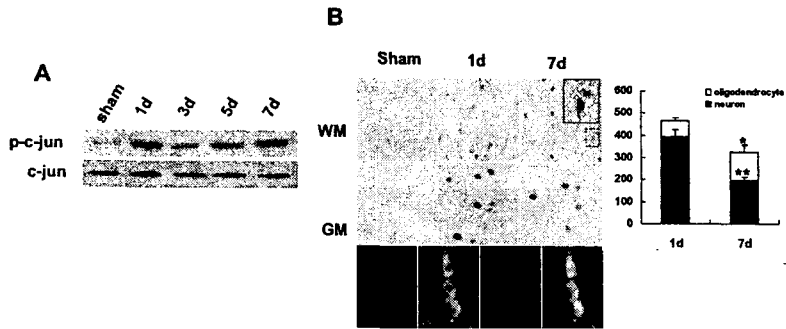 A
sham 1d 3d 5d 7d
p-c-jun
c-jun
B
Sham 1d 7d
WM
GM
oligodendrocyte
neuron
600
500
400
300
200
100
0
*
**
1d 7d